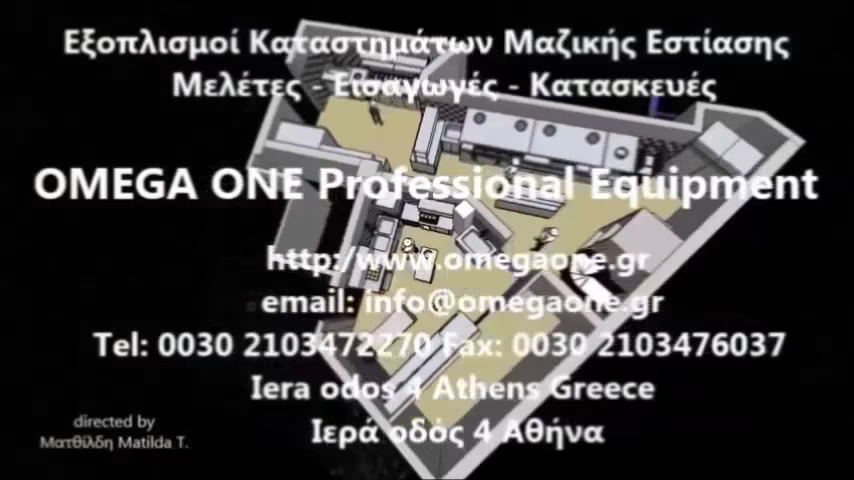 Εξοπλισμοί Καταστημάτων Μαζικής Εστίασης
Μελέτες - Εισαγωγές - Κατασκευές
OMEGA ONE Professional Equipment
http:/www.omegaone.gr
email: info@omegaone.gr
Tel: 0030 2103472270 Fax: 0030 2103476037
Iera odos 4 Athens Greece
Ιερά οδός 4 Αθήνα
directed by
Ματθίλδη Matilda T.